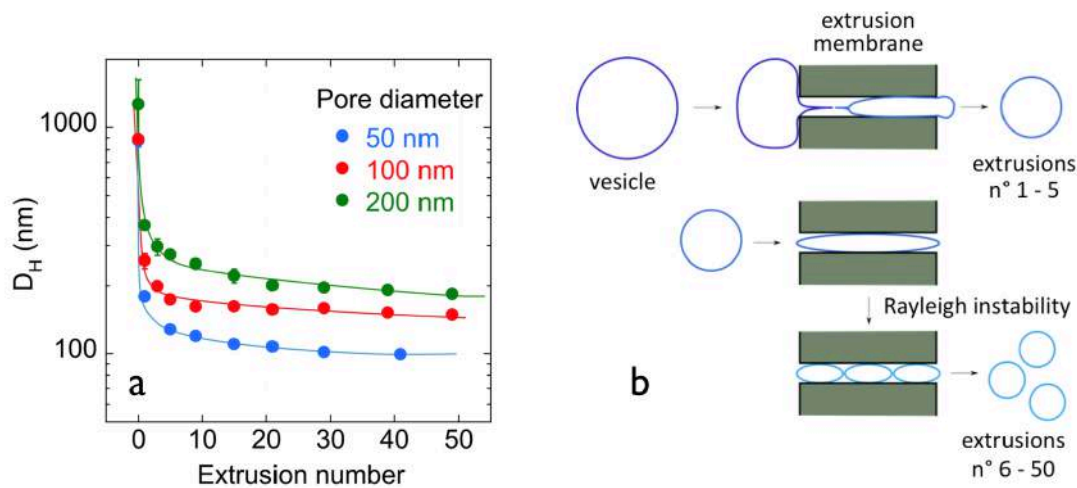 Pore diameter
50 nm
100 nm
200 nm
1000
100
D_H (nm)
a
0
10
20
30
40
50
Extrusion number
extrusion
membrane
vesicle
extrusions
n° 1 - 5
Rayleigh instability
b
extrusions
n° 6 - 50